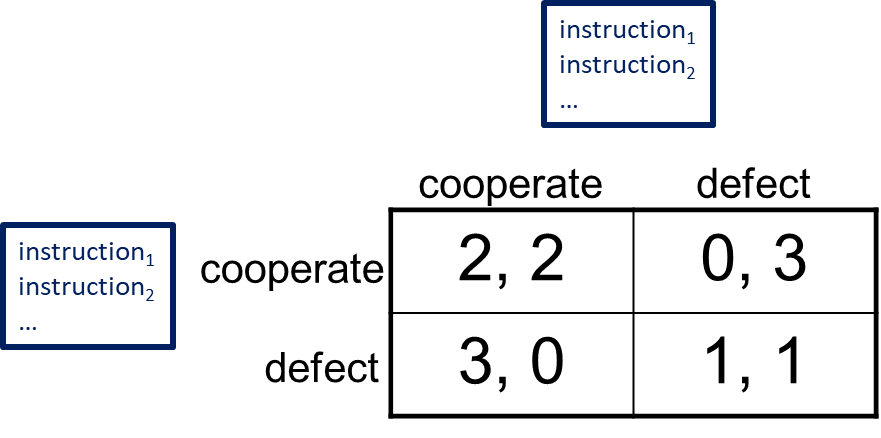 instruction₁
instruction₂
...
cooperate defect
instruction₁
instruction₂
...
cooperate 2, 2 0, 3
defect 3, 0 1, 1